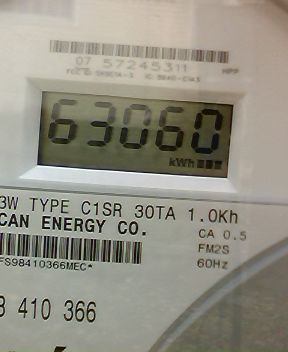 07 57245311
63060
kWh
3W TYPE C1SR 30TA 1.0Kh
CAN ENERGY CO.
CA 0.5
FM2S
FS98410366MEC*
60Hz
410 366